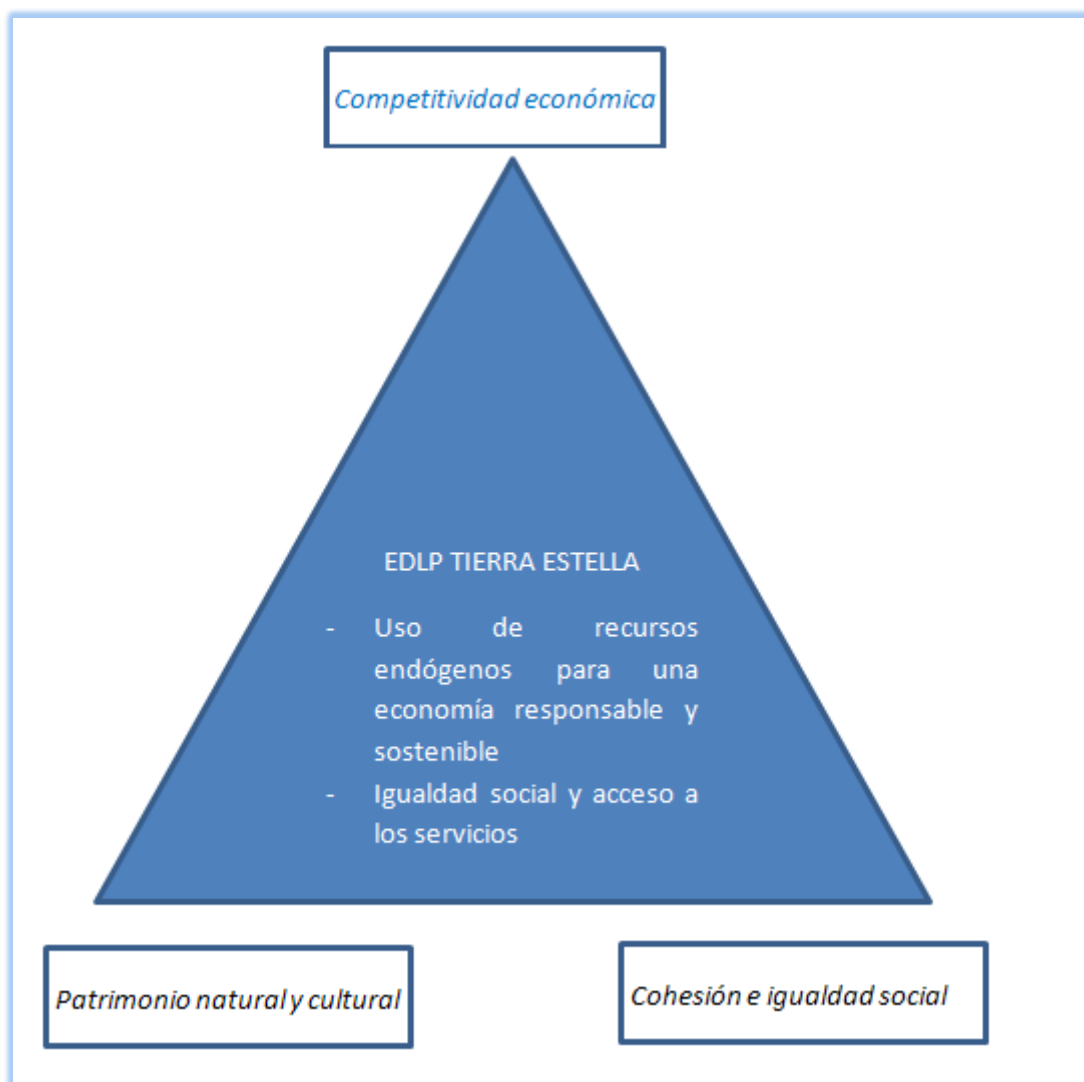 Competitividad económica
EDLP TIERRA ESTELLA
- Uso de recursos
endógenos para una
economía responsable y
sostenible
- Igualdad social y acceso a
los servicios
Patrimonio natural y cultural
Cohesión e igualdad social